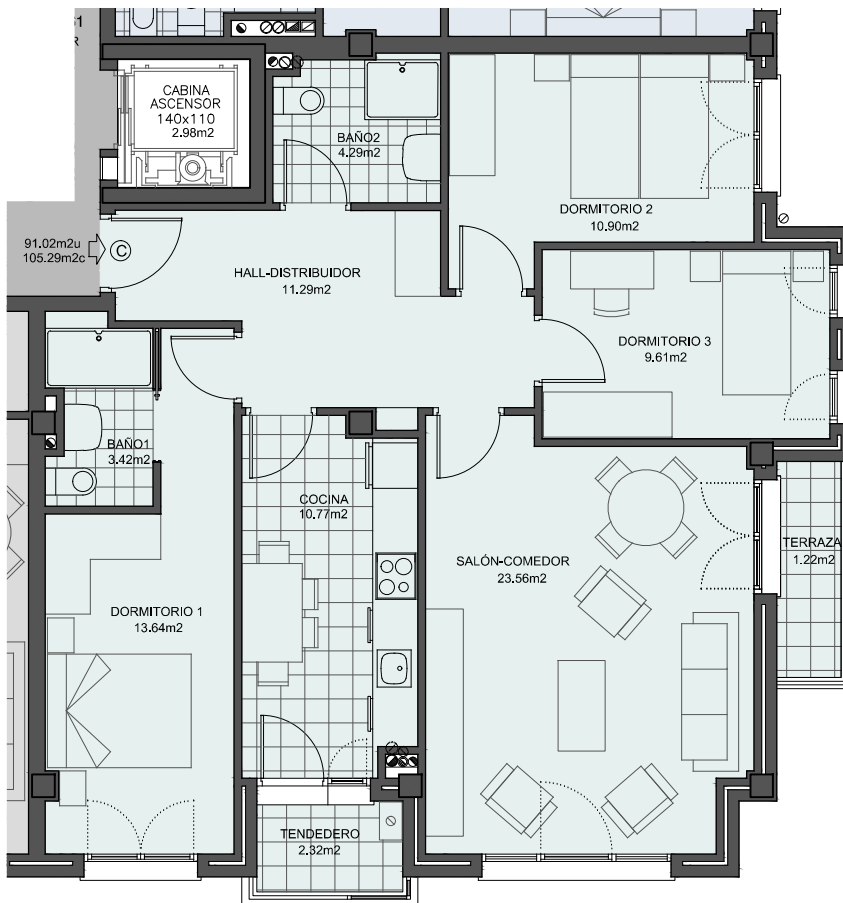 CABINA
ASCENSOR
140x110
2.98m2
BAÑO2
4.29m2
DORMITORIO 2
10.90m2
91.02m2u
105.29m2c
C
HALL-DISTRIBUIDOR
11.29m2
DORMITORIO 3
9.61m2
BAÑO1
3.42m2
COCINA
10.77m2
SALÓN-COMEDOR
23.56m2
TERRAZA
1.22m2
DORMITORIO 1
13.64m2
TENDEDERO
2.32m2